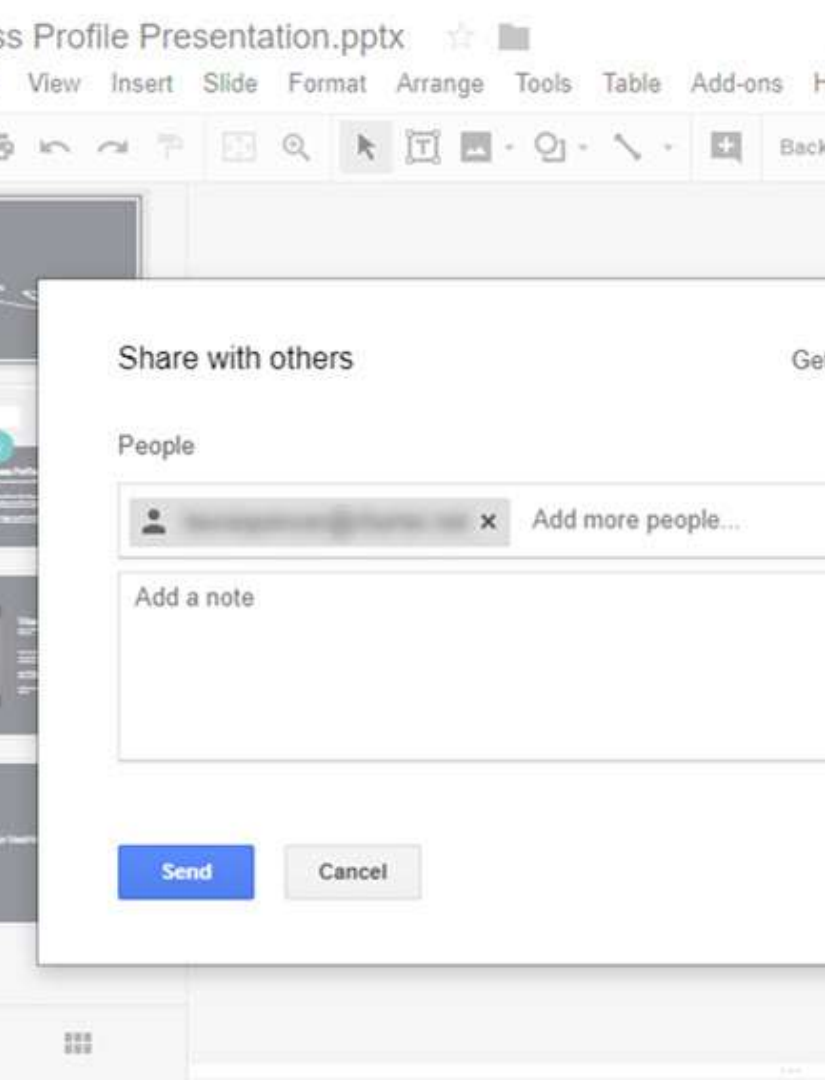 ss Profile Presentation.pptx
View Insert Slide Format Arrange Tools Table Add-ons H
T Back
Share with others
Ge
People
Add more people...
Add a note
Send Cancel